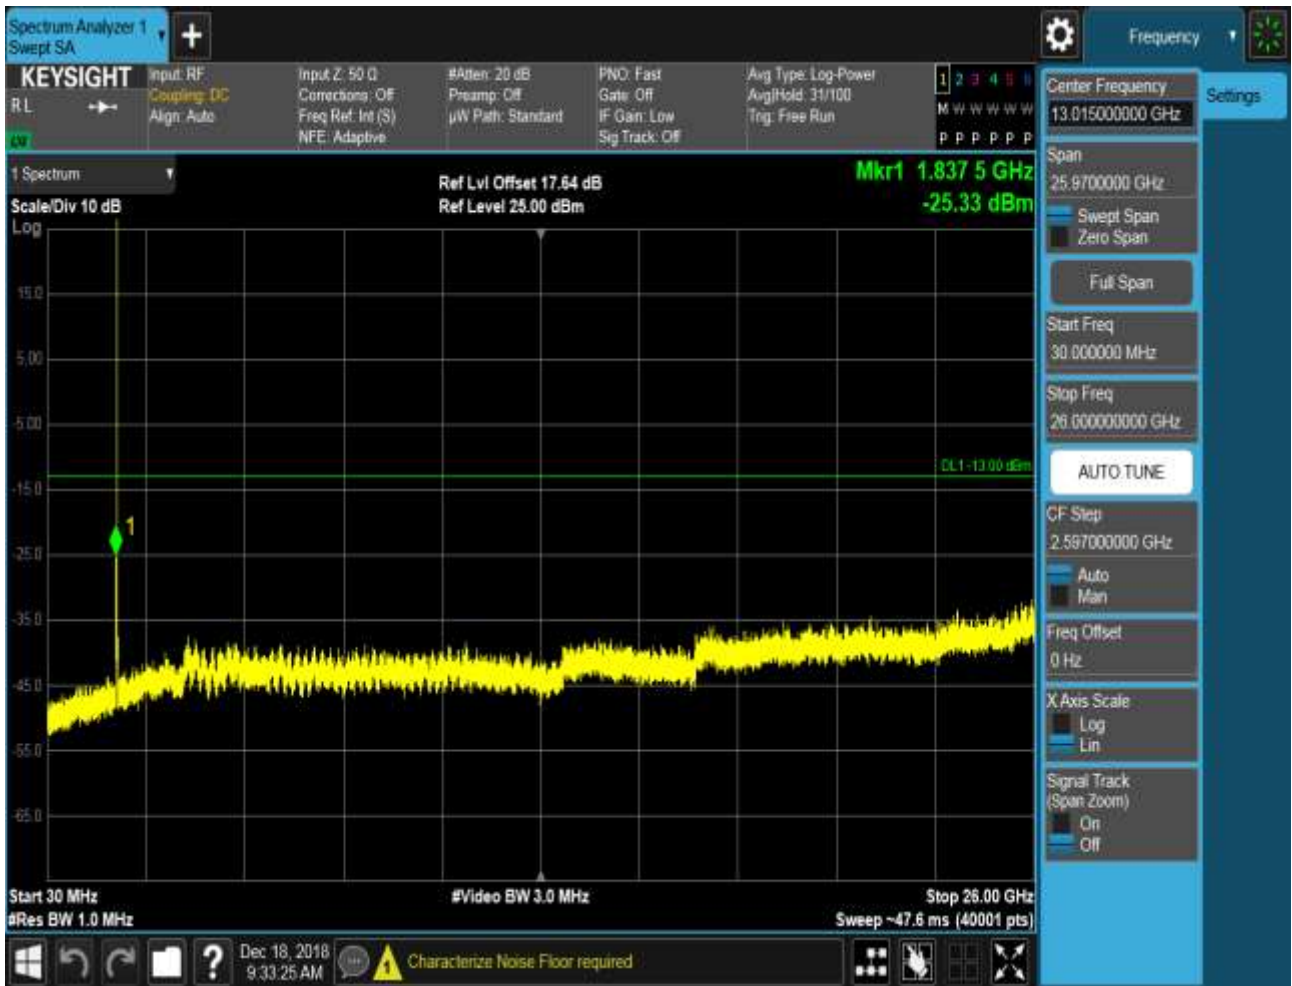 Spectrum Analyzer 1
Swept SA
Frequency
KEYSIGHT
RL
Input: RF
Coupling: DC
Align: Auto
Input Z: 50 Ω
Corrections: Off
Freq Ref: Int (S)
NFE: Adaptive
#Atten: 20 dB
Preamp: Off
µW Path: Standard
PNO: Fast
Gate: Off
IF Gain: Low
Sig Track: Off
Avg Type: Log-Power
Avg|Hold: 31/100
Trig: Free Run
1 2 3 4 5 6
M W W W W W
P P P P P P
1 Spectrum
Scale/Div 10 dB
Log
Ref Lvl Offset 17.64 dB
Ref Level 25.00 dBm
Mkr1 1.837 5 GHz
-25.33 dBm
15.0
5.00
-5.00
DL1 -13.00 dBm
-15.0
1
-25.0
-35.0
-45.0
-55.0
-65.0
Start 30 MHz
#Video BW 3.0 MHz
Stop 26.00 GHz
#Res BW 1.0 MHz
Sweep ~47.6 ms (40001 pts)
?
Dec 18, 2018
9:33:25 AM
1
Characterize Noise Floor required
Center Frequency
13.015000000 GHz
Settings
Span
25.9700000 GHz
Swept Span
Zero Span
Full Span
Start Freq
30.000000 MHz
Stop Freq
26.000000000 GHz
AUTO TUNE
CF Step
2.597000000 GHz
Auto
Man
Freq Offset
0 Hz
X Axis Scale
Log
Lin
Signal Track
(Span Zoom)
On
Off